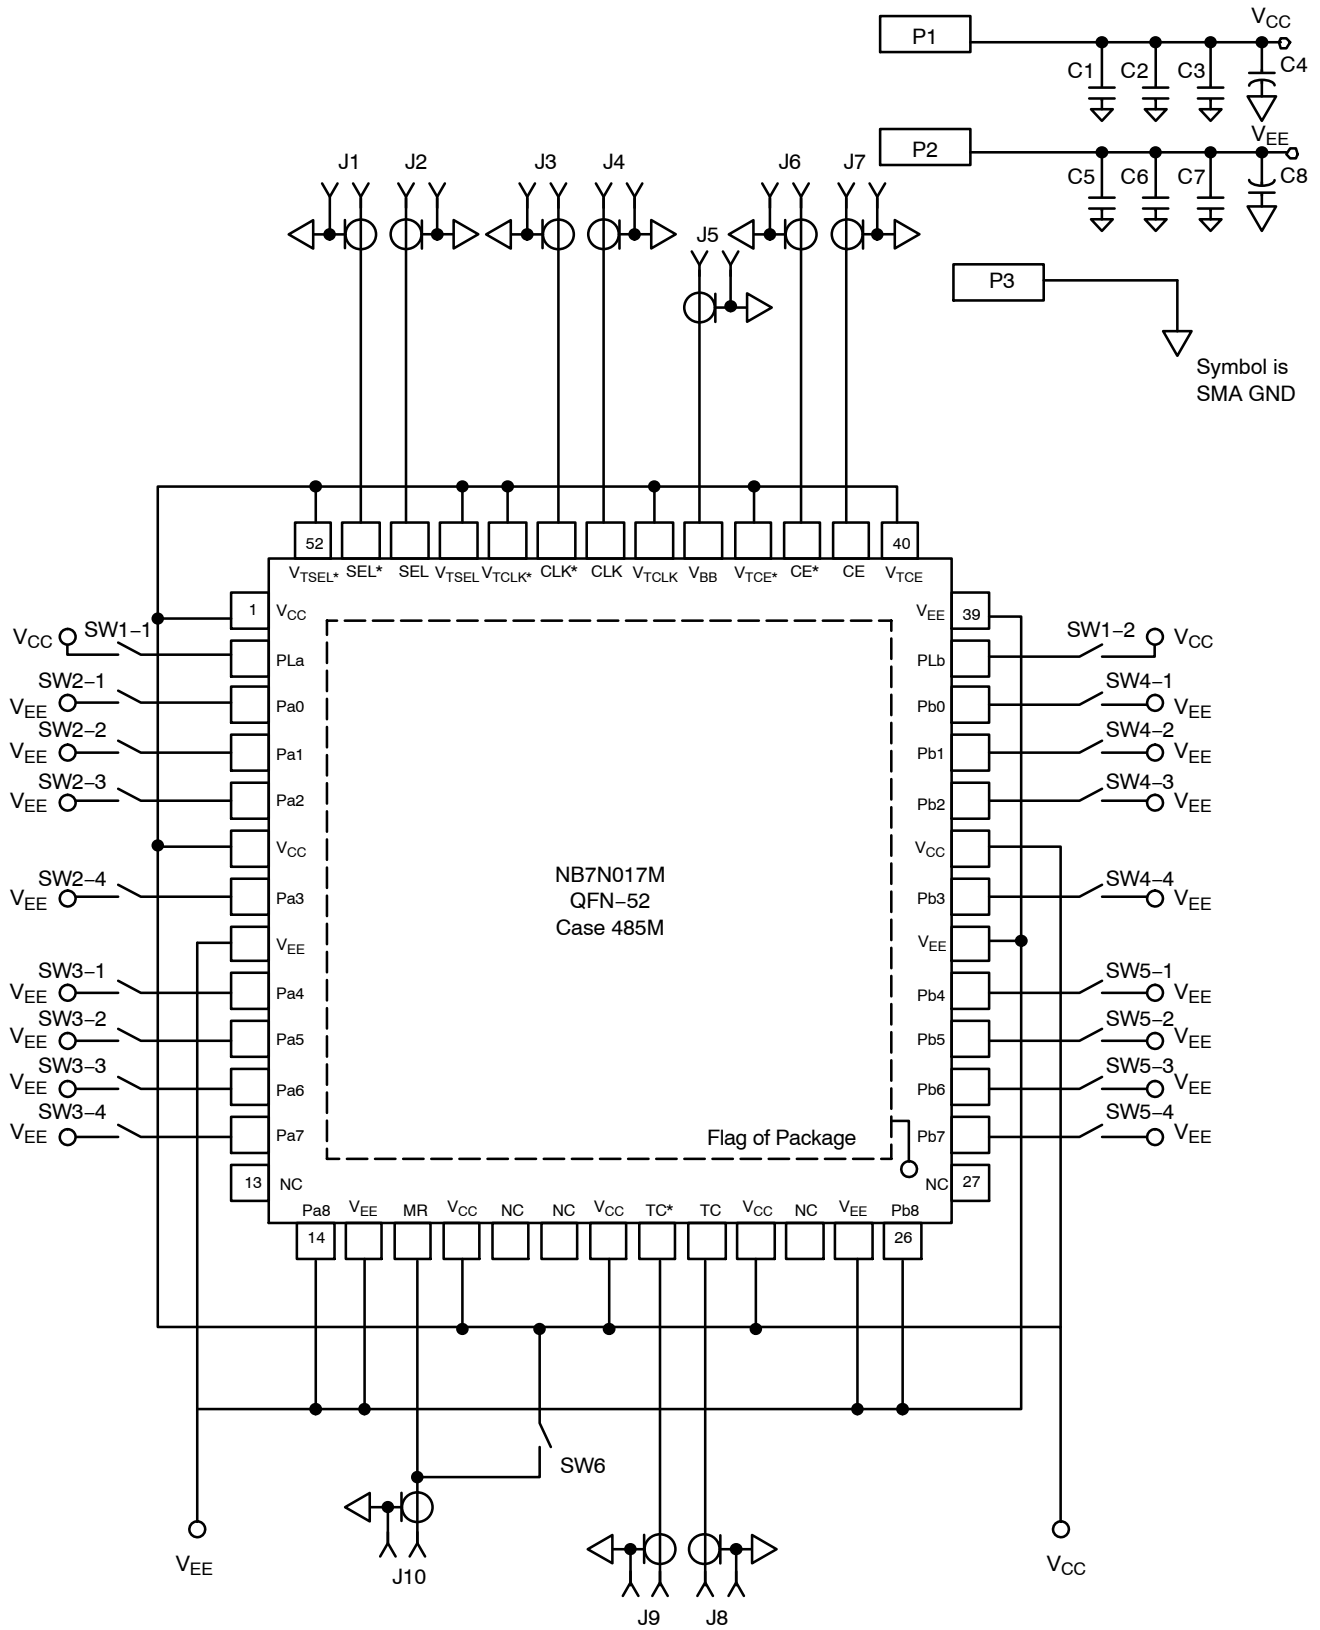 P1
VCC
C1 C2 C3 C4
P2
VEE
C5 C6 C7 C8
J1 J2 J3 J4 J6 J7
J5
P3
Symbol is
SMA GND
52 40
VTSEL* SEL* SEL VTSEL VTCLK* CLK* CLK VTCLK VBB VTCE* CE* CE VTCE
1 VCC VEE 39
VCC SW1–1 PLa PLb SW1–2 VCC
VEE SW2–1 Pa0 Pb0 SW4–1 VEE
VEE SW2–2 Pa1 Pb1 SW4–2 VEE
VEE SW2–3 Pa2 Pb2 SW4–3 VEE
VCC VCC
NB7N017M
QFN–52
Case 485M
VEE SW2–4 Pa3 Pb3 SW4–4 VEE
VEE VEE
VEE SW3–1 Pa4 Pb4 SW5–1 VEE
VEE SW3–2 Pa5 Pb5 SW5–2 VEE
VEE SW3–3 Pa6 Pb6 SW5–3 VEE
VEE SW3–4 Pa7 Pb7 SW5–4 VEE
Flag of Package
13 NC NC 27
Pa8 VEE MR VCC NC NC VCC TC* TC VCC NC VEE Pb8
14 26
SW6
VEE J10 VCC
J9 J8